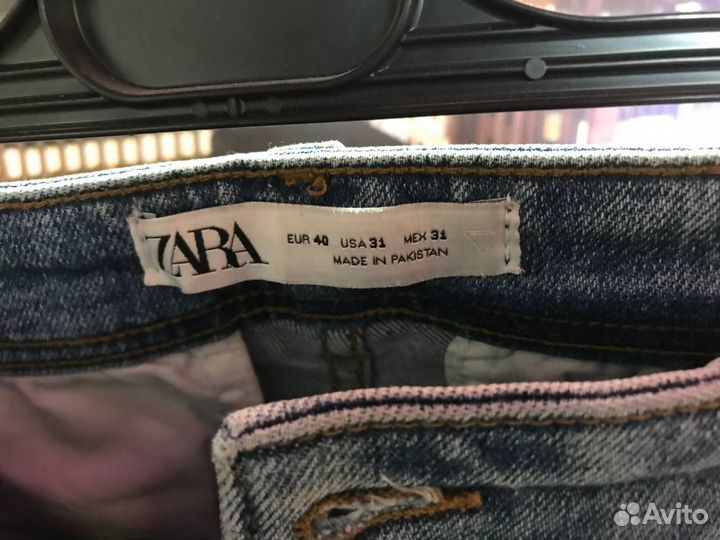 ZARA
EUR 40 USA 31 MEX 31
MADE IN PAKISTAN
Avito